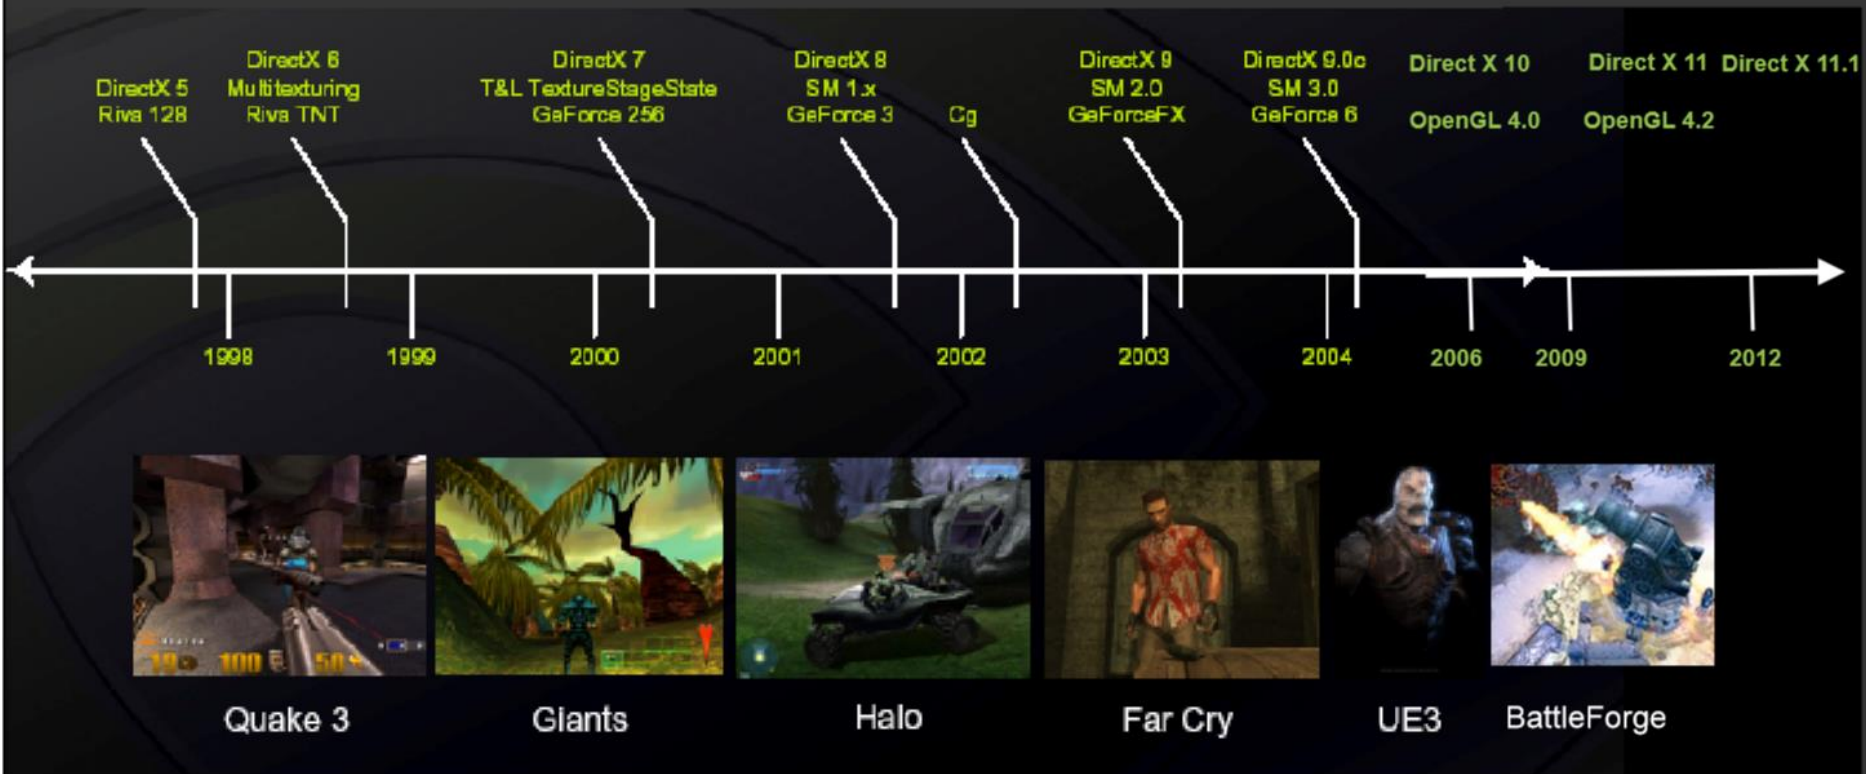 DirectX 5
Riva 128
DirectX 6
Multitexturing
Riva TNT
DirectX 7
T&L TextureStageState
GeForce 256
DirectX 8
SM 1.x
GeForce 3
Cg
DirectX 9
SM 2.0
GeForceFX
DirectX 9.0c
SM 3.0
GeForce 6
Direct X 10
OpenGL 4.0
Direct X 11
OpenGL 4.2
Direct X 11.1
1998
1999
2000
2001
2002
2003
2004
2006
2009
2012
19
100
50
Quake 3
Giants
Halo
Far Cry
UE3
BattleForge